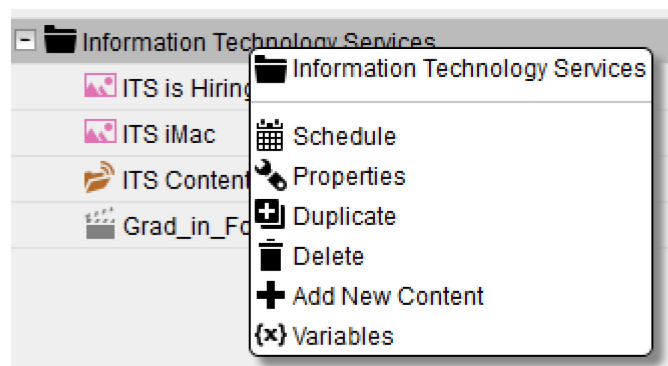 Information Technology Services
Information Technology Services
ITS is Hiring
ITS iMac
ITS Content
Grad_in_Fo
Schedule
Properties
Duplicate
Delete
Add New Content
{x} Variables